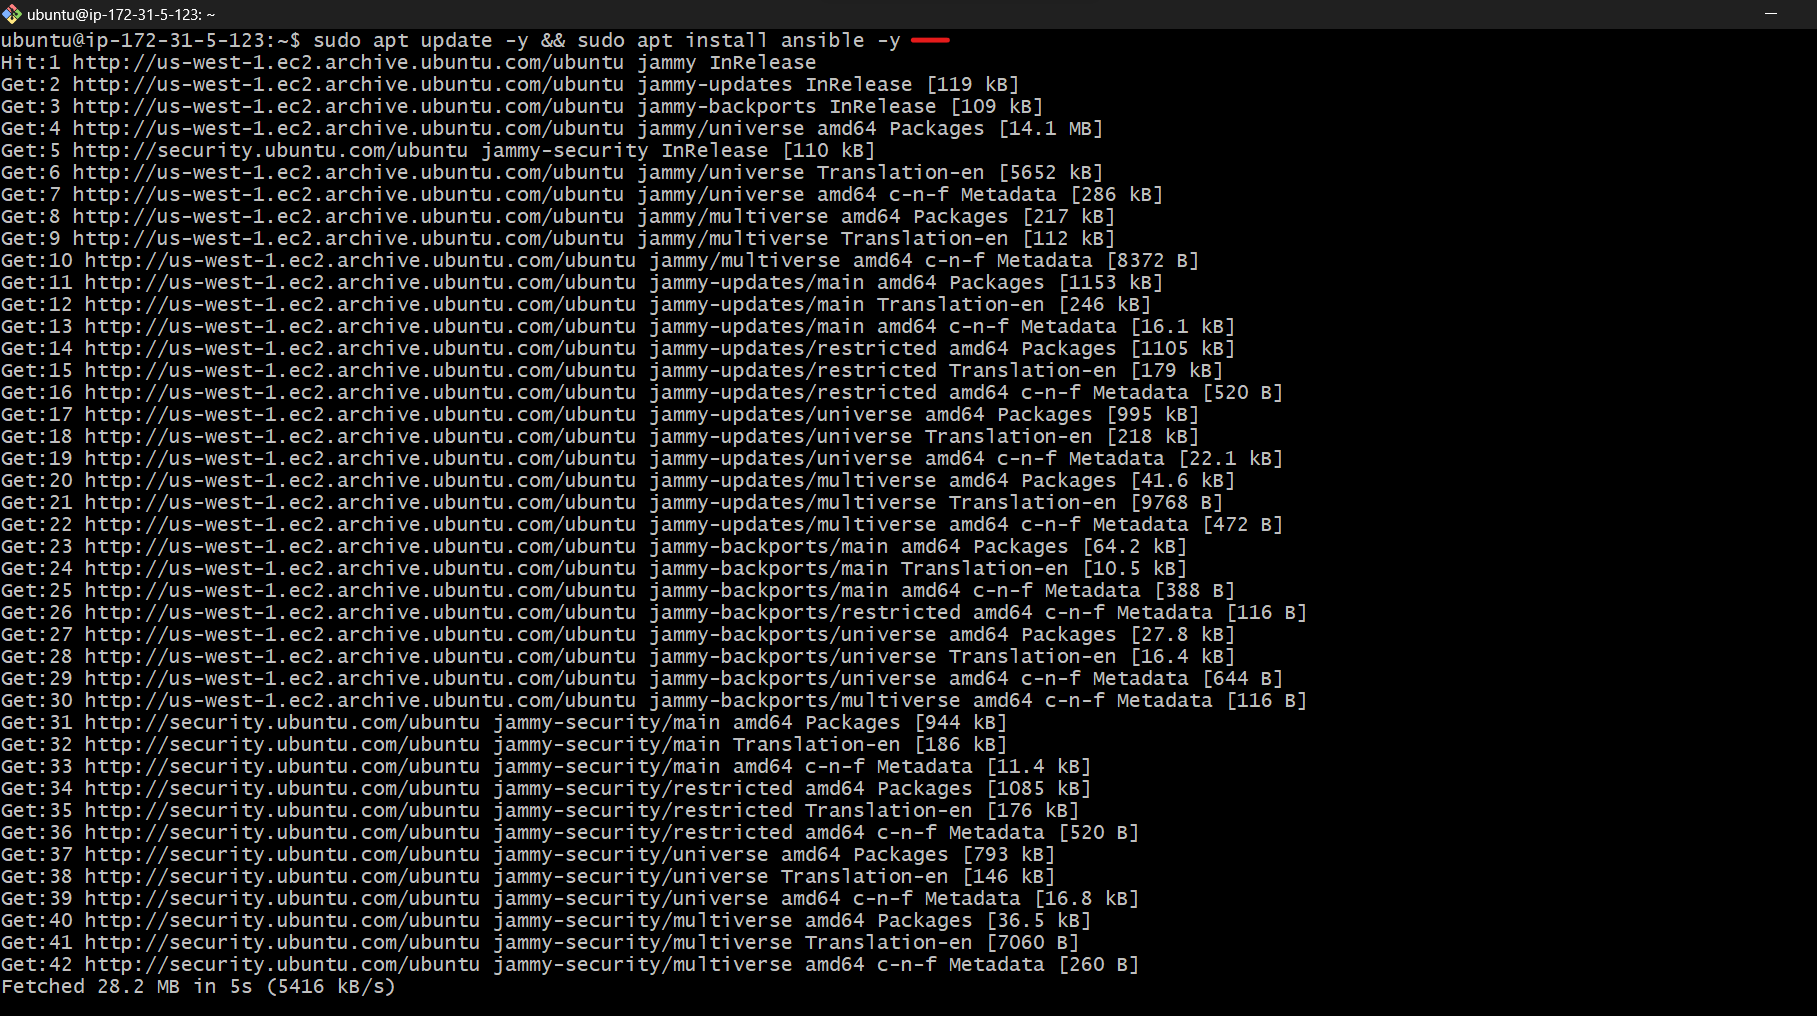 ubuntu@ip-172-31-5-123: ~
ubuntu@ip-172-31-5-123:~$ sudo apt update -y && sudo apt install ansible -y
Hit:1 http://us-west-1.ec2.archive.ubuntu.com/ubuntu jammy InRelease
Get:2 http://us-west-1.ec2.archive.ubuntu.com/ubuntu jammy-updates InRelease [119 kB]
Get:3 http://us-west-1.ec2.archive.ubuntu.com/ubuntu jammy-backports InRelease [109 kB]
Get:4 http://us-west-1.ec2.archive.ubuntu.com/ubuntu jammy/universe amd64 Packages [14.1 MB]
Get:5 http://security.ubuntu.com/ubuntu jammy-security InRelease [110 kB]
Get:6 http://us-west-1.ec2.archive.ubuntu.com/ubuntu jammy/universe Translation-en [5652 kB]
Get:7 http://us-west-1.ec2.archive.ubuntu.com/ubuntu jammy/universe amd64 c-n-f Metadata [286 kB]
Get:8 http://us-west-1.ec2.archive.ubuntu.com/ubuntu jammy/multiverse amd64 Packages [217 kB]
Get:9 http://us-west-1.ec2.archive.ubuntu.com/ubuntu jammy/multiverse Translation-en [112 kB]
Get:10 http://us-west-1.ec2.archive.ubuntu.com/ubuntu jammy/multiverse amd64 c-n-f Metadata [8372 B]
Get:11 http://us-west-1.ec2.archive.ubuntu.com/ubuntu jammy-updates/main amd64 Packages [1153 kB]
Get:12 http://us-west-1.ec2.archive.ubuntu.com/ubuntu jammy-updates/main Translation-en [246 kB]
Get:13 http://us-west-1.ec2.archive.ubuntu.com/ubuntu jammy-updates/main amd64 c-n-f Metadata [16.1 kB]
Get:14 http://us-west-1.ec2.archive.ubuntu.com/ubuntu jammy-updates/restricted amd64 Packages [1105 kB]
Get:15 http://us-west-1.ec2.archive.ubuntu.com/ubuntu jammy-updates/restricted Translation-en [179 kB]
Get:16 http://us-west-1.ec2.archive.ubuntu.com/ubuntu jammy-updates/restricted amd64 c-n-f Metadata [520 B]
Get:17 http://us-west-1.ec2.archive.ubuntu.com/ubuntu jammy-updates/universe amd64 Packages [995 kB]
Get:18 http://us-west-1.ec2.archive.ubuntu.com/ubuntu jammy-updates/universe Translation-en [218 kB]
Get:19 http://us-west-1.ec2.archive.ubuntu.com/ubuntu jammy-updates/universe amd64 c-n-f Metadata [22.1 kB]
Get:20 http://us-west-1.ec2.archive.ubuntu.com/ubuntu jammy-updates/multiverse amd64 Packages [41.6 kB]
Get:21 http://us-west-1.ec2.archive.ubuntu.com/ubuntu jammy-updates/multiverse Translation-en [9768 B]
Get:22 http://us-west-1.ec2.archive.ubuntu.com/ubuntu jammy-updates/multiverse amd64 c-n-f Metadata [472 B]
Get:23 http://us-west-1.ec2.archive.ubuntu.com/ubuntu jammy-backports/main amd64 Packages [64.2 kB]
Get:24 http://us-west-1.ec2.archive.ubuntu.com/ubuntu jammy-backports/main Translation-en [10.5 kB]
Get:25 http://us-west-1.ec2.archive.ubuntu.com/ubuntu jammy-backports/main amd64 c-n-f Metadata [388 B]
Get:26 http://us-west-1.ec2.archive.ubuntu.com/ubuntu jammy-backports/restricted amd64 c-n-f Metadata [116 B]
Get:27 http://us-west-1.ec2.archive.ubuntu.com/ubuntu jammy-backports/universe amd64 Packages [27.8 kB]
Get:28 http://us-west-1.ec2.archive.ubuntu.com/ubuntu jammy-backports/universe Translation-en [16.4 kB]
Get:29 http://us-west-1.ec2.archive.ubuntu.com/ubuntu jammy-backports/universe amd64 c-n-f Metadata [644 B]
Get:30 http://us-west-1.ec2.archive.ubuntu.com/ubuntu jammy-backports/multiverse amd64 c-n-f Metadata [116 B]
Get:31 http://security.ubuntu.com/ubuntu jammy-security/main amd64 Packages [944 kB]
Get:32 http://security.ubuntu.com/ubuntu jammy-security/main Translation-en [186 kB]
Get:33 http://security.ubuntu.com/ubuntu jammy-security/main amd64 c-n-f Metadata [11.4 kB]
Get:34 http://security.ubuntu.com/ubuntu jammy-security/restricted amd64 Packages [1085 kB]
Get:35 http://security.ubuntu.com/ubuntu jammy-security/restricted Translation-en [176 kB]
Get:36 http://security.ubuntu.com/ubuntu jammy-security/restricted amd64 c-n-f Metadata [520 B]
Get:37 http://security.ubuntu.com/ubuntu jammy-security/universe amd64 Packages [793 kB]
Get:38 http://security.ubuntu.com/ubuntu jammy-security/universe Translation-en [146 kB]
Get:39 http://security.ubuntu.com/ubuntu jammy-security/universe amd64 c-n-f Metadata [16.8 kB]
Get:40 http://security.ubuntu.com/ubuntu jammy-security/multiverse amd64 Packages [36.5 kB]
Get:41 http://security.ubuntu.com/ubuntu jammy-security/multiverse Translation-en [7060 B]
Get:42 http://security.ubuntu.com/ubuntu jammy-security/multiverse amd64 c-n-f Metadata [260 B]
Fetched 28.2 MB in 5s (5416 kB/s)